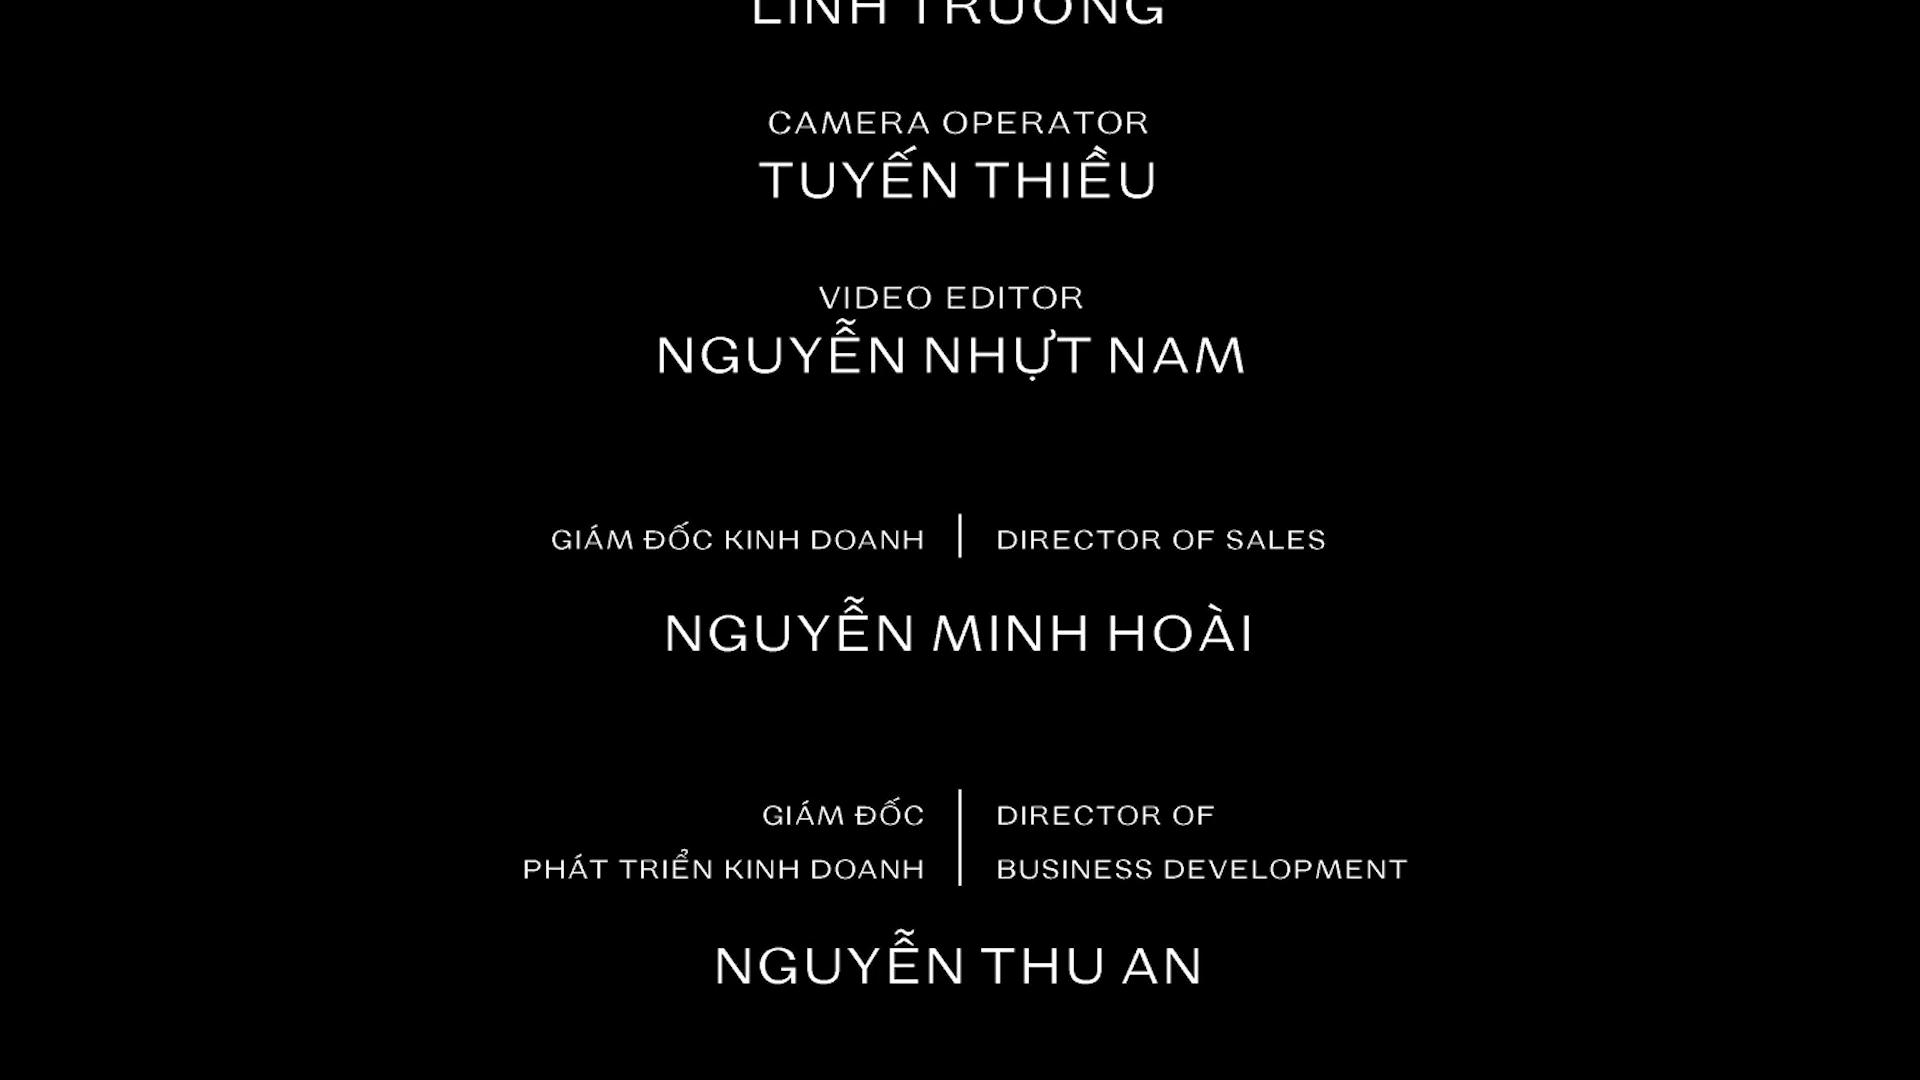 CAMERA OPERATOR
TUYẾN THIỀU
VIDEO EDITOR
NGUYỄN NHỰT NAM
GIÁM ĐỐC KINH DOANH | DIRECTOR OF SALES
NGUYỄN MINH HOÀI
GIÁM ĐỐC | DIRECTOR OF
PHÁT TRIỂN KINH DOANH | BUSINESS DEVELOPMENT
NGUYỄN THU AN